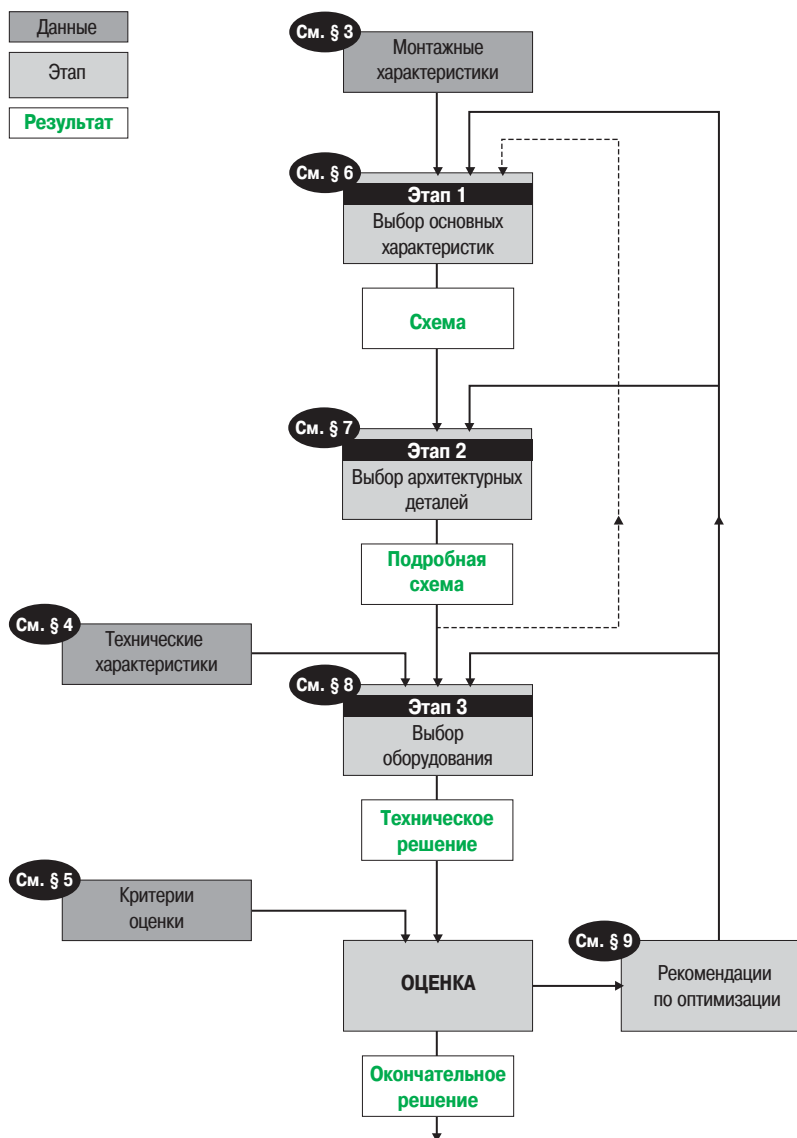 Данные
Этап
Результат
См. § 3
Монтажные
характеристики
См. § 6
Этап 1
Выбор основных
характеристик
Схема
См. § 7
Этап 2
Выбор архитектурных
деталей
Подробная
схема
См. § 4
Технические
характеристики
См. § 8
Этап 3
Выбор
оборудования
Техническое
решение
См. § 5
Критерии
оценки
ОЦЕНКА
См. § 9
Рекомендации
по оптимизации
Окончательное
решение